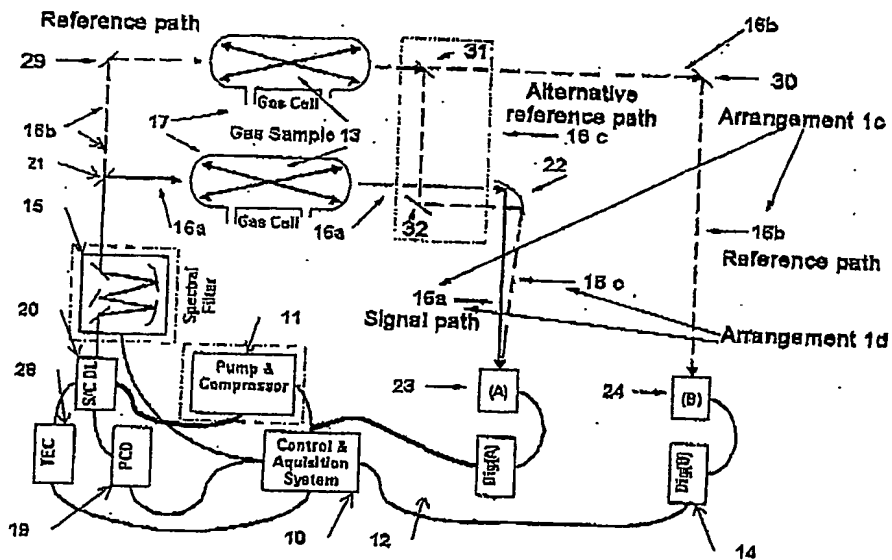 Reference path
16b
29
31
30
Gas Cell
Alternative
reference path
16b
17
Gas Sample 13
16 c
Arrangement 1c
21
22
15
16a
Gas Cell
16a
32
16b
Reference path
Spectral
Filter
16a
16 c
Signal path
20
11
Arrangement 1d
28
S/C DL
Pump &
Compressor
23
(A)
24
(B)
TEC
PCD
Control &
Aquisition
System
Dig(A)
Dig(B)
19
10
12
14